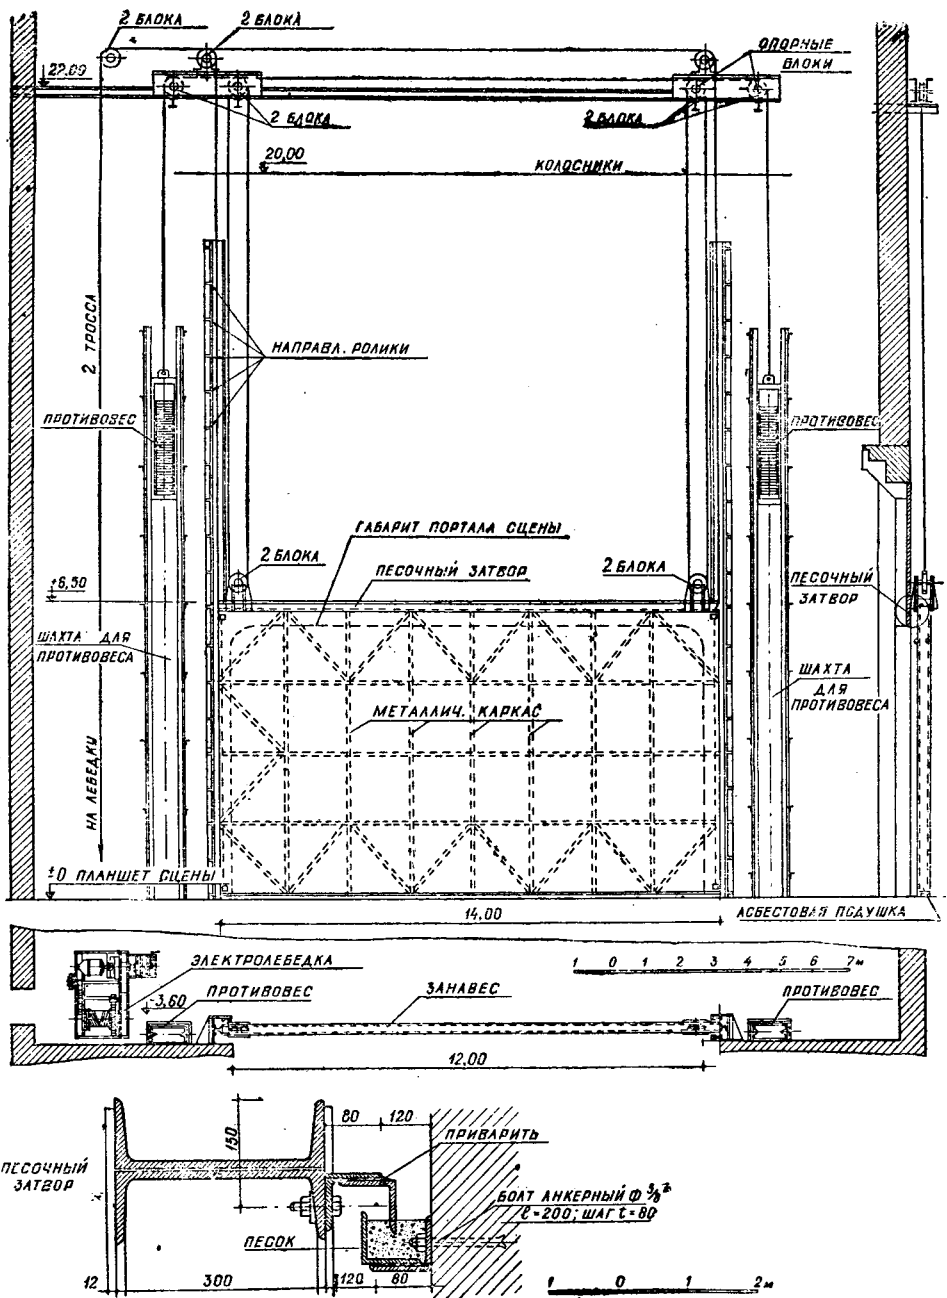 2 БЛОКА
2 БЛОКА
ОПОРНЫЕ
БЛОКИ
22,00
2 БЛОКА
2 БЛОКА
20,00
КОЛОСНИКИ
2 ТРОССА
НАПРАВЛ. РОЛИКИ
ПРОТИВОВЕС
ПРОТИВОВЕС
ГАБАРИТ ПОРТАЛА СЦЕНЫ
2 БЛОКА
ПЕСОЧНЫЙ ЗАТВОР
2 БЛОКА
ПЕСОЧНЫЙ
ЗАТВОР
+6,50
ШАХТА ДЛЯ
ПРОТИВОВЕСА
ШАХТА
ДЛЯ
ПРОТИВОВЕСА
МЕТАЛЛИЧ. КАРКАС
НА ЛЕБЕДКУ
±0 ПЛАНШЕТ СЦЕНЫ
14,00
АСБЕСТОВАЯ ПОДУШКА
ЭЛЕКТРОЛЕБЕДКА
1 0 1 2 3 4 5 6 7 м
-3,60
ПРОТИВОВЕС
ЗАНАВЕС
ПРОТИВОВЕС
12,00
80 120
150
ПРИВАРИТЬ
ПЕСОЧНЫЙ
ЗАТВОР
БОЛТ АНКЕРНЫЙ Ф
ℓ=200; ШАГ t=80
ПЕСОК
12 300 120 80
1 0 1 2 м